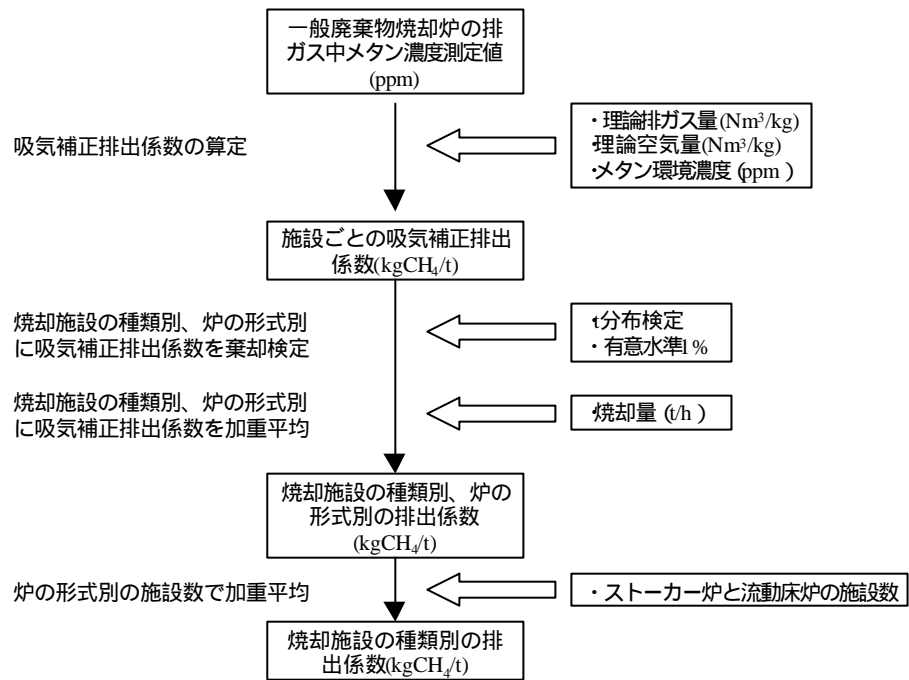 一般廃棄物焼却炉の排
ガス中メタン濃度測定値
(ppm)
吸気補正排出係数の算定
・理論排ガス量(Nm³/kg)
・理論空気量(Nm³/kg)
・メタン環境濃度(ppm)
施設ごとの吸気補正排出
係数(kgCH₄/t)
焼却施設の種類別、炉の形式別
に吸気補正排出係数を棄却検定
・t分布検定
・有意水準1%
焼却施設の種類別、炉の形式別
に吸気補正排出係数を加重平均
・焼却量(t/h)
焼却施設の種類別、炉の
形式別の排出係数
(kgCH₄/t)
炉の形式別の施設数で加重平均
・ストーカー炉と流動床炉の施設数
焼却施設の種類別の排
出係数(kgCH₄/t)